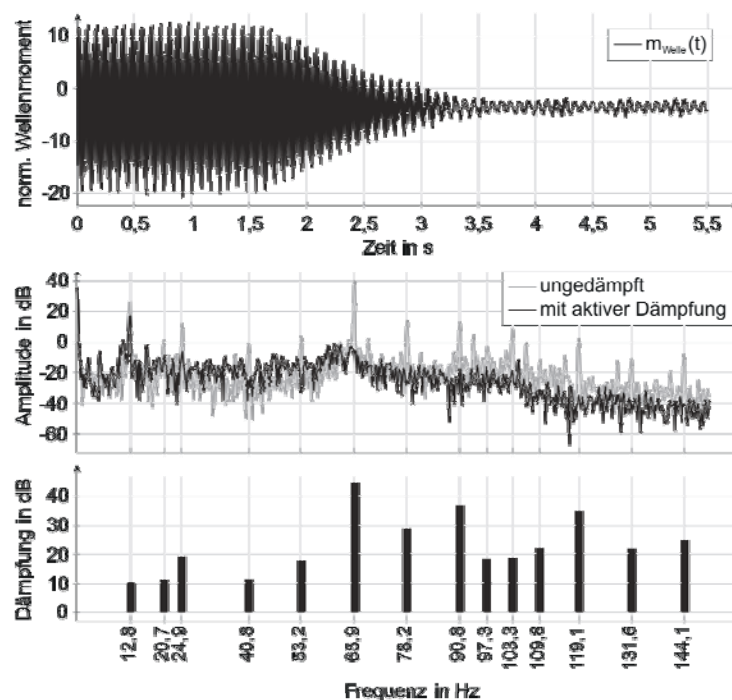 norm. Wellenmoment
10
0
-10
-20
m Welle (t)
0 0,5 1 1,5 2 2,5 3 3,5 4 4,5 5 5,5
Zeit in s
Amplitude in dB
40
20
0
-20
-40
-60
ungedämpft
mit aktiver Dämpfung
Dämpfung in dB
40
30
20
10
0
12,8 20,7 24,9 40,8 53,2 78,2 90,8 97,3 103,3 109,8 119,1 131,6 144,1
Frequenz in Hz